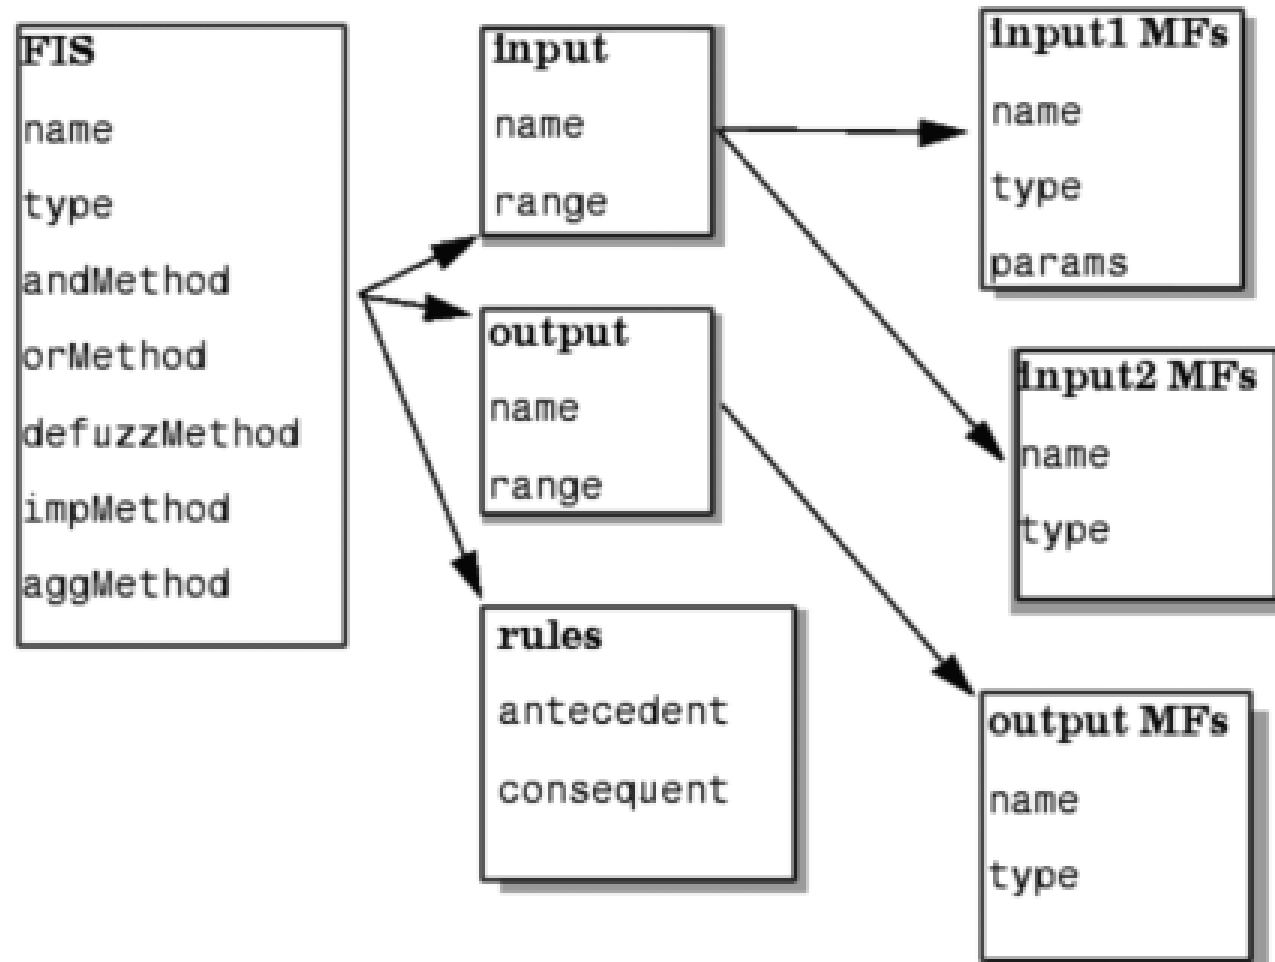 FIS
name
type
andMethod
orMethod
defuzzMethod
impMethod
aggMethod
input
name
range
output
name
range
rules
antecedent
consequent
input1 MFs
name
type
params
input2 MFs
name
type
output MFs
name
type